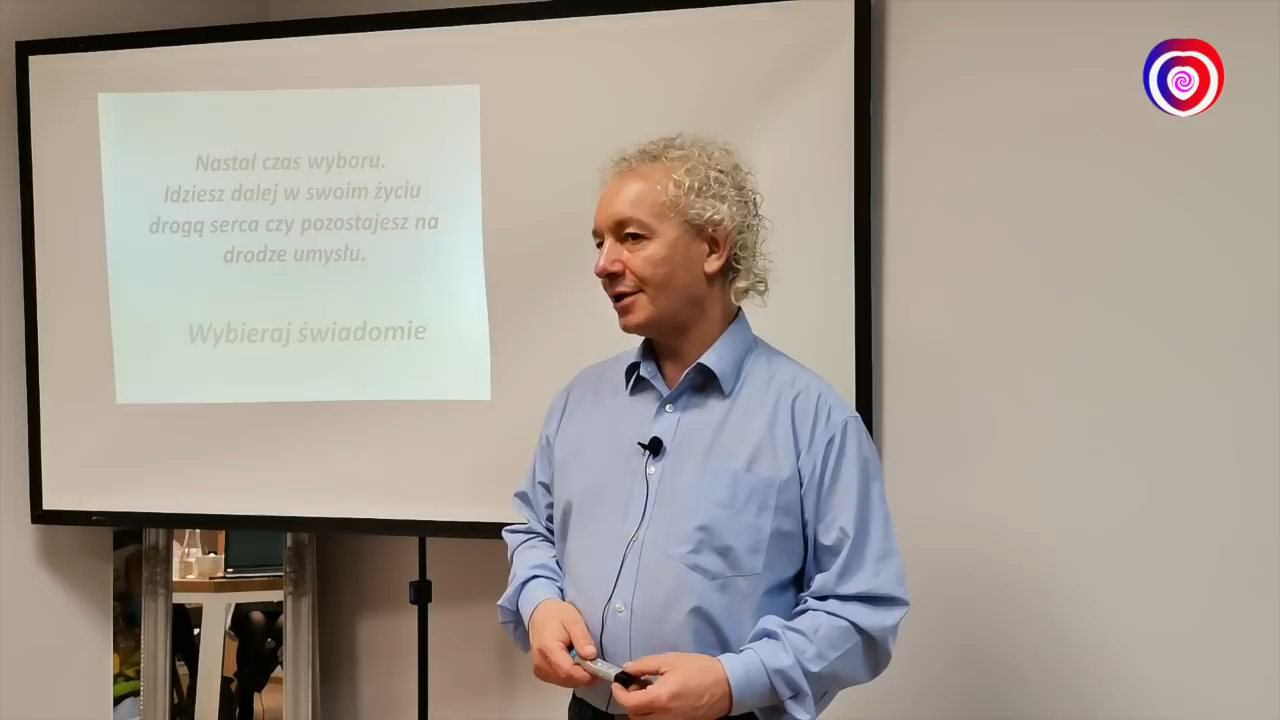 Nastał czas wyboru.
Idziesz dalej w swoim życiu
drogą serca czy pozostajesz na
drodze umysłu.
Wybieraj świadomie